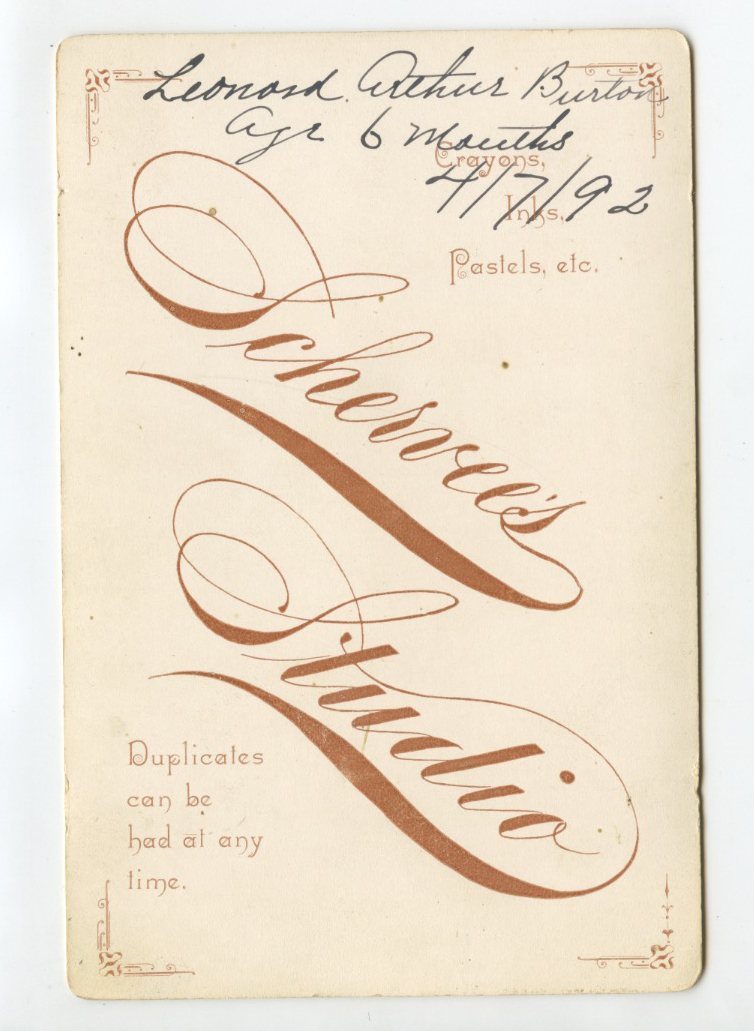 Leonard Arthur Burton
Age 6 Months
4/7/92
Crayons,
Inks,
Pastels, etc.
Schervee's
Studio
Duplicates
can be
had at any
time.